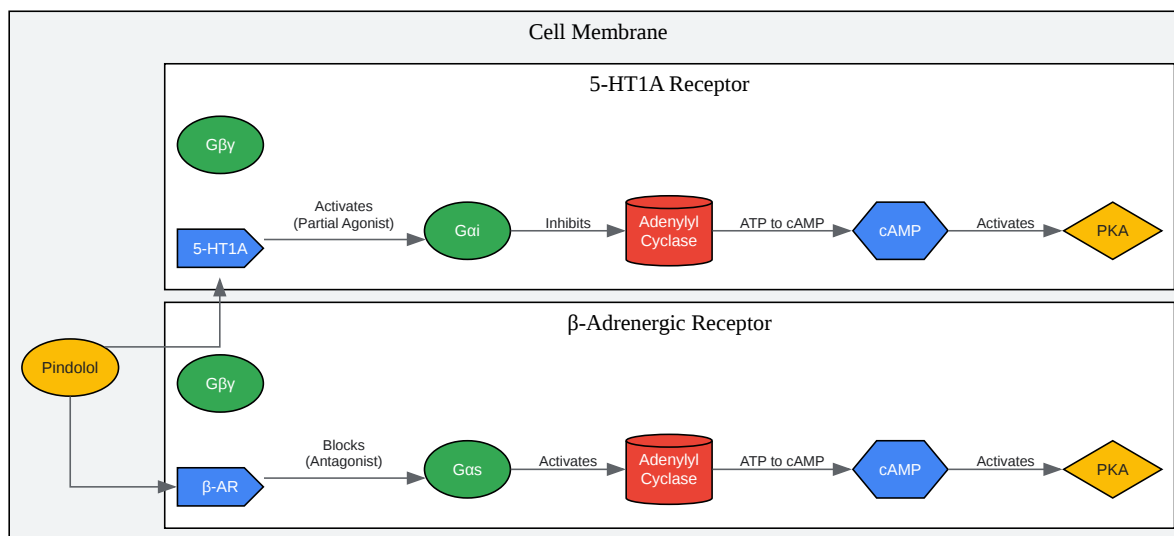 Cell Membrane
5-HT1A Receptor
Gβγ
Activates
(Partial Agonist)
5-HT1A
Gαi
Inhibits
Adenylyl
Cyclase
ATP to cAMP
cAMP
Activates
PKA
β-Adrenergic Receptor
Pindolol
Gβγ
Blocks
(Antagonist)
β-AR
Gαs
Activates
Adenylyl
Cyclase
ATP to cAMP
cAMP
Activates
PKA